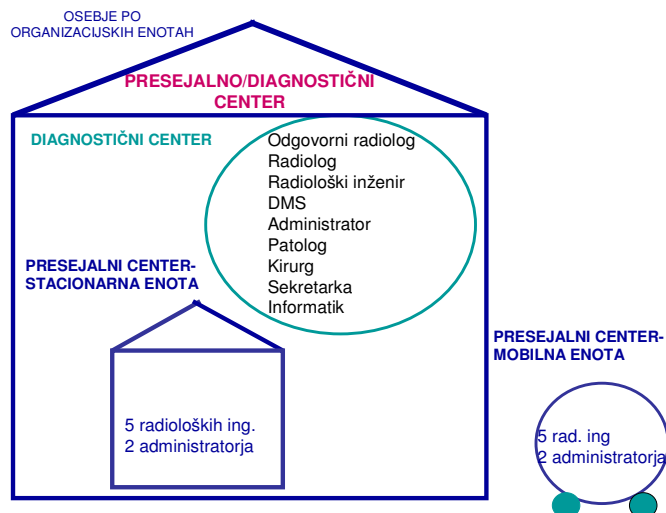 OSEBJE PO
ORGANIZACIJSKIH ENOTAH
PRESEJALNO/DIAGNOSTIČNI
CENTER
DIAGNOSTIČNI CENTER
Odgovorni radiolog
Radiolog
Radiološki inženir
DMS
Administrator
Patolog
Kirurg
Sekretarka
Informatik
PRESEJALNI CENTER-
STACIONARNA ENOTA
5 radioloških ing.
2 administratorja
PRESEJALNI CENTER-
MOBILNA ENOTA
5 rad. ing
2 administratorja